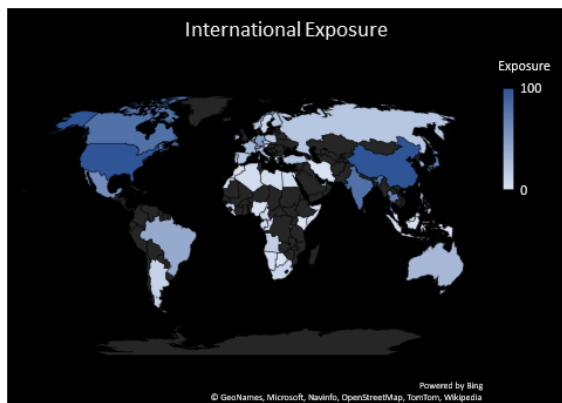 International Exposure
Exposure
100
0
Powered by Bing
© GeoNames, Microsoft, Navinfo, OpenStreetMap, TomTom, Wikipedia